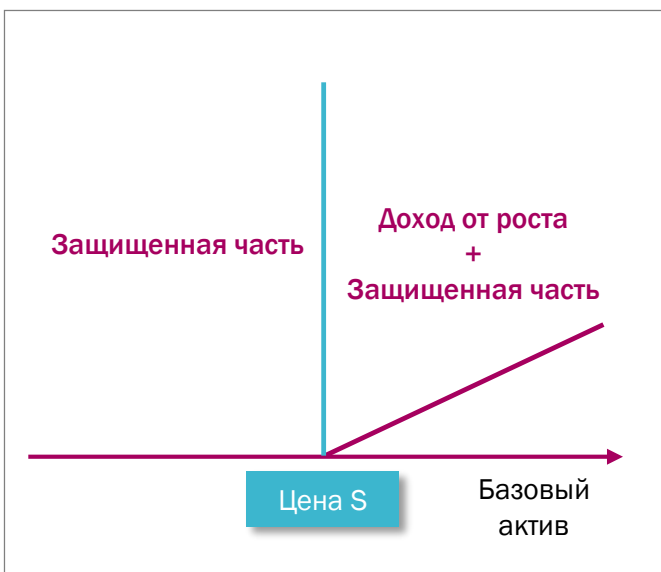 Защищенная часть
Доход от роста
+
Защищенная часть
Цена S
Базовый
актив